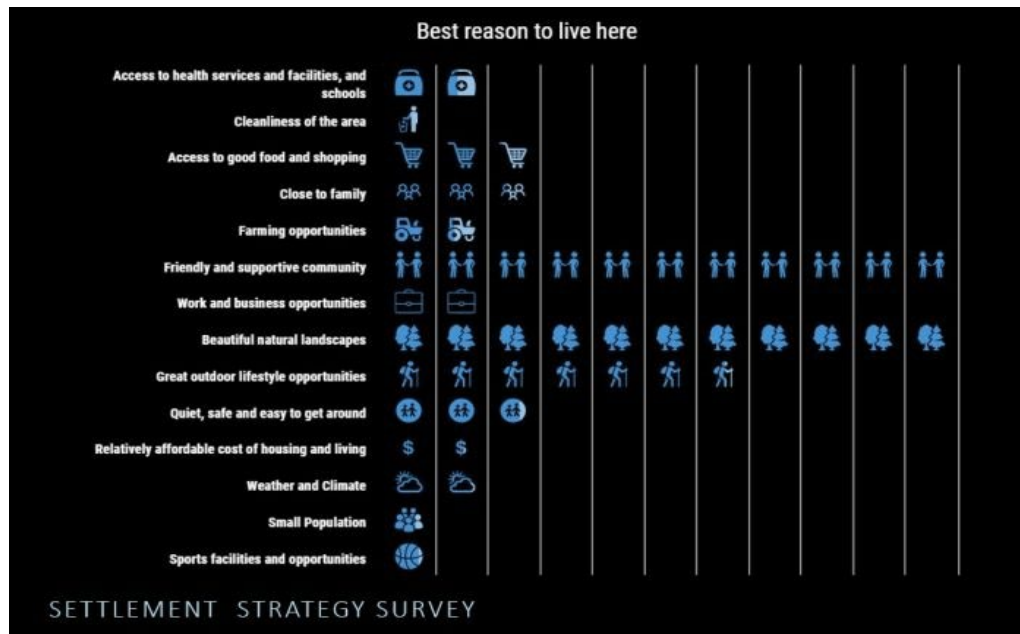 Best reason to live here
Access to health services and facilities, and
schools
Cleanliness of the area
Access to good food and shopping
Close to family
Farming opportunities
Friendly and supportive community
Work and business opportunities
Beautiful natural landscapes
Great outdoor lifestyle opportunities
Quiet, safe and easy to get around
Relatively affordable cost of housing and living
$ $
Weather and Climate
Small Population
Sports facilities and opportunities
SETTLEMENT STRATEGY SURVEY